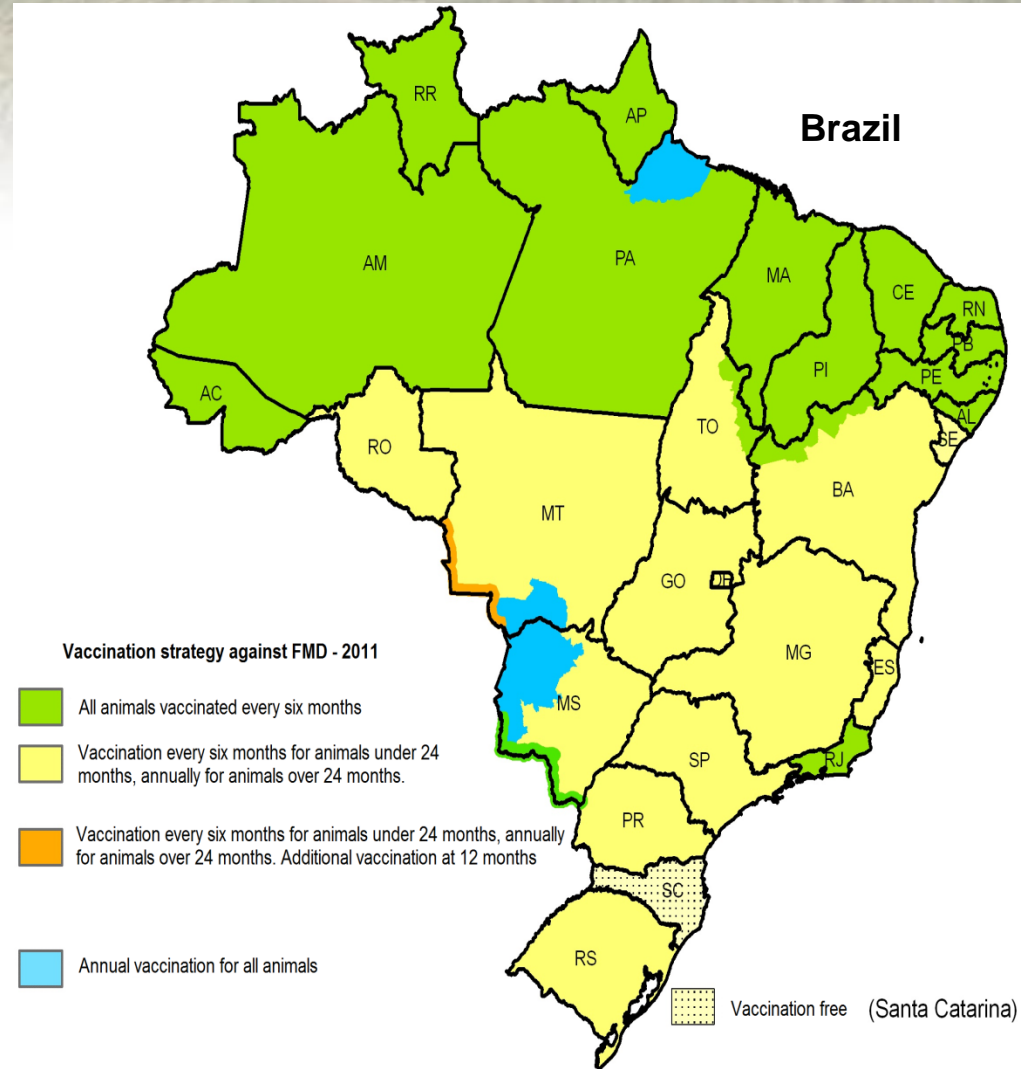 Brazil
RR
AP
AM
PA
MA
CE
RN
PB
PI
PE
AC
AL
TO
SE
RO
BA
MT
GO
DF
MG
ES
MS
SP
RJ
PR
SC
RS
Vaccination strategy against FMD - 2011
All animals vaccinated every six months
Vaccination every six months for animals under 24
months, annually for animals over 24 months.
Vaccination every six months for animals under 24 months, annually
for animals over 24 months. Additional vaccination at 12 months
Annual vaccination for all animals
Vaccination free (Santa Catarina)